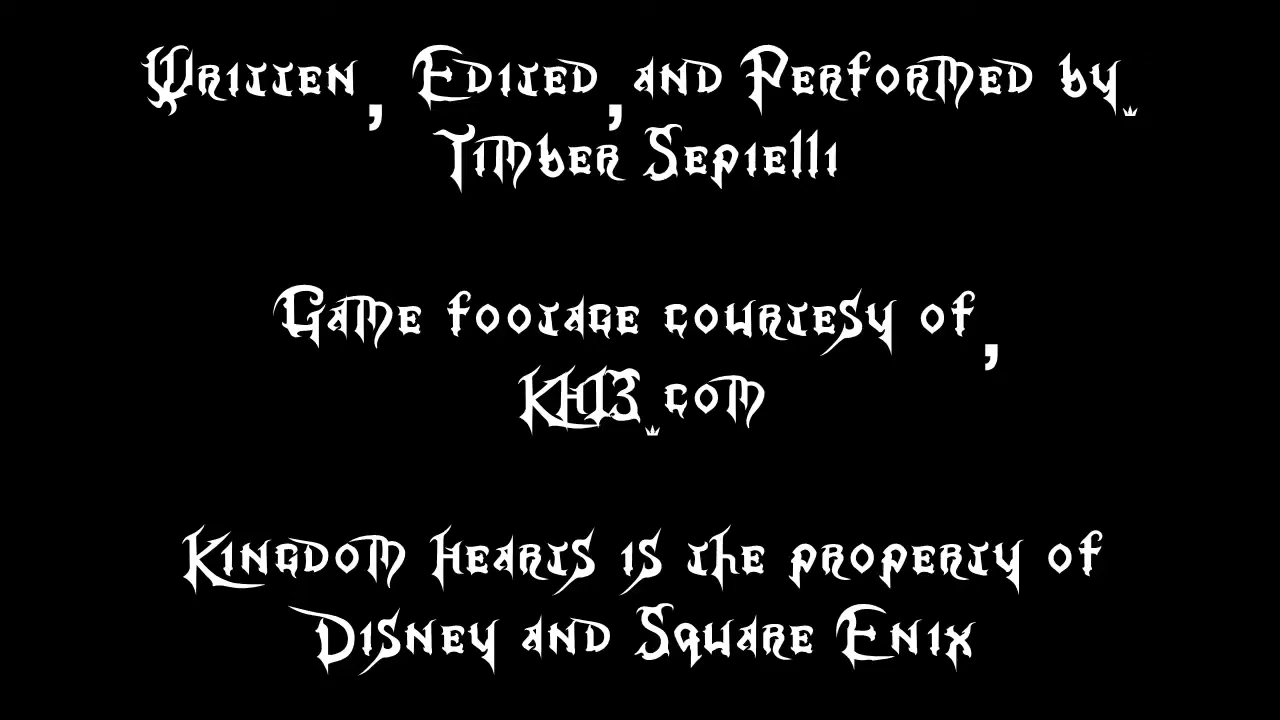 Written, Edited, and Performed by.
Timber Sepielli
Game footage courtesy of,
KH13.com
Kingdom Hearts is the property of
Disney and Square Enix